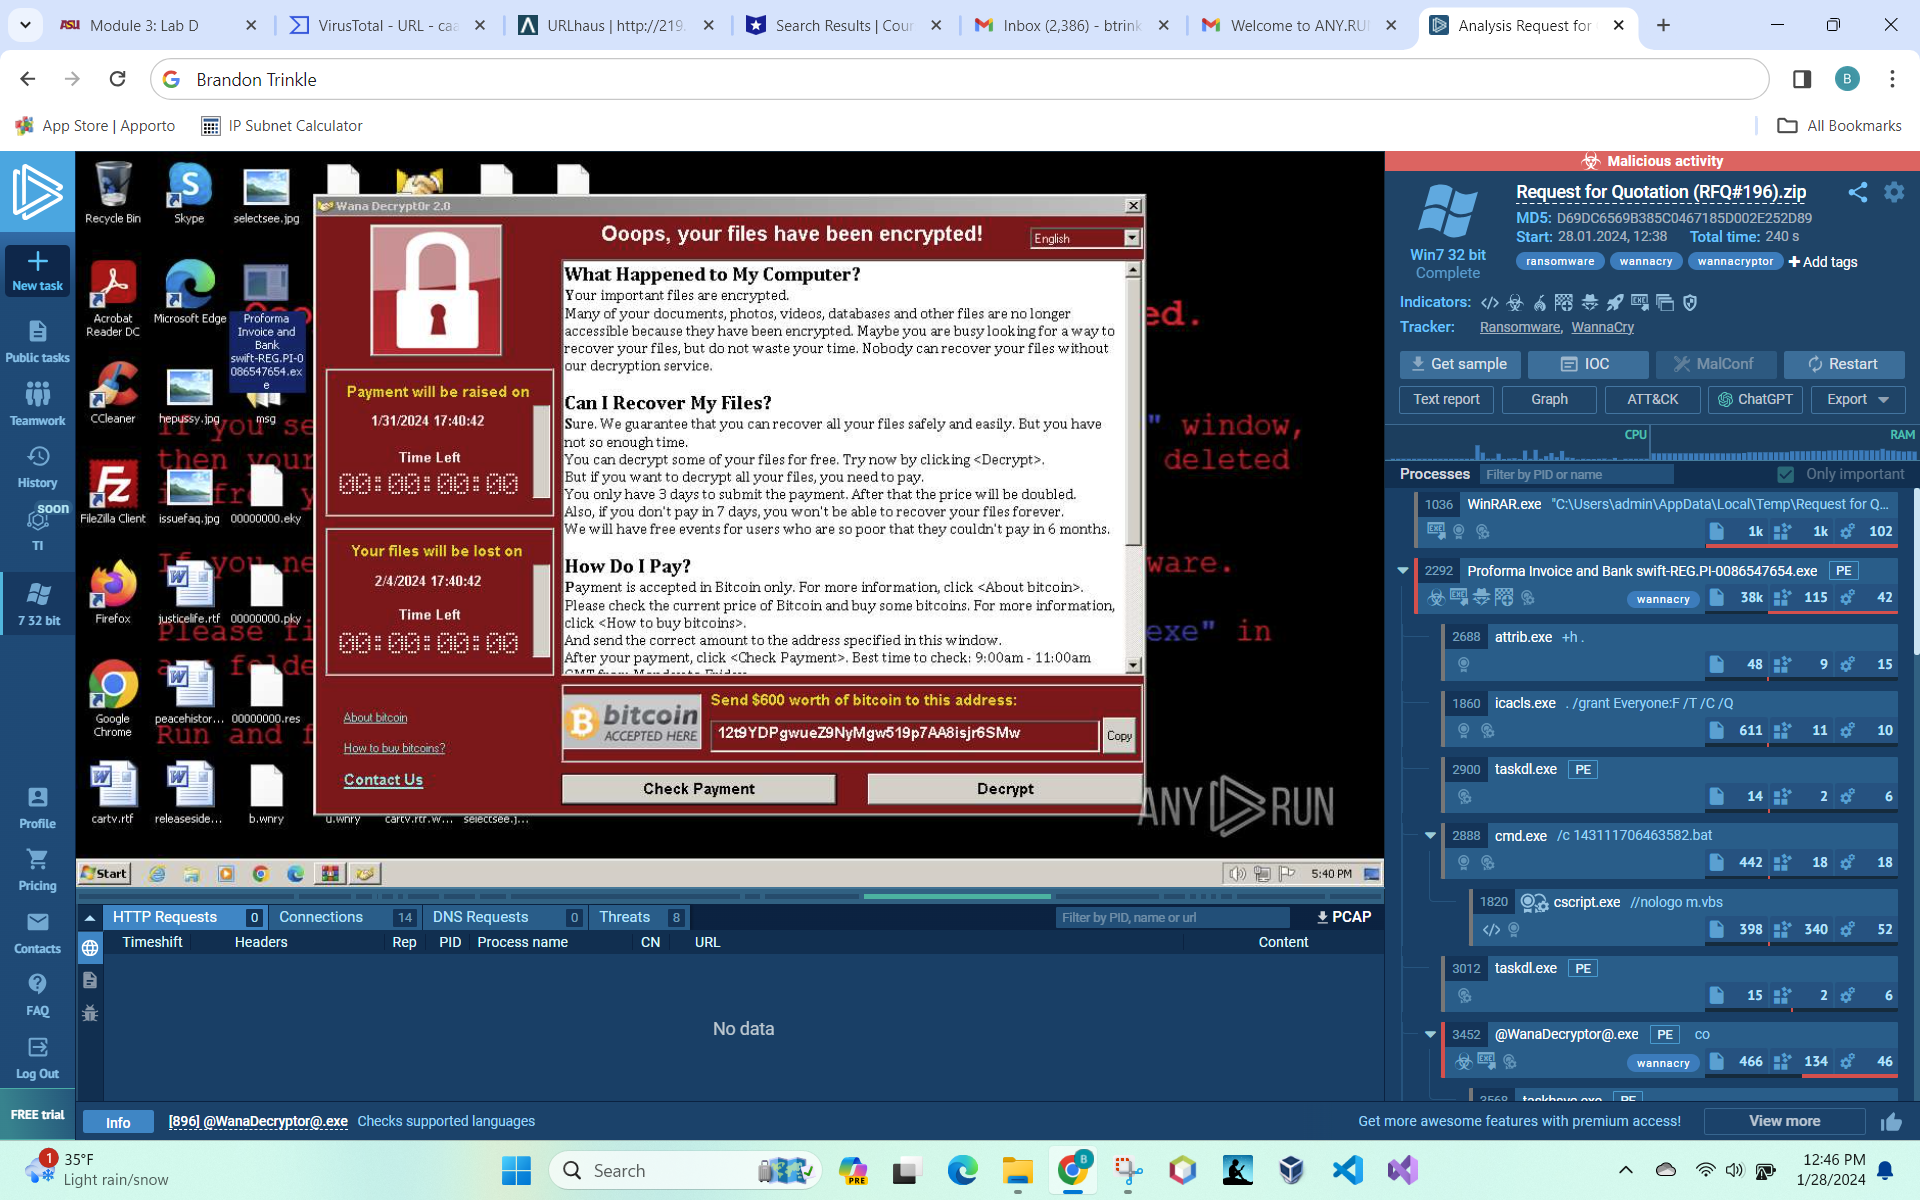 Module 3: Lab D
VirusTotal - URL - caa
URLhaus | http://219.
Search Results | Cour
Inbox (2,386) - btrink
Welcome to ANY.RU
Analysis Request for
Brandon Trinkle
B
App Store | Apporto
IP Subnet Calculator
All Bookmarks
New task
Public tasks
Teamwork
History
soon
TI
7 32 bit
Profile
Pricing
Contacts
FAQ
Log Out
FREE trial
Recycle Bin
Skype
selectsee.jpg
Acrobat Reader DC
Microsoft Edge
Proforma
Invoice and
Bank
swift-REG.PI-0
086547654.ex
e
CCleaner
hepussy.jpg
msg
FileZilla Client
issuefaq.jpg
00000000.eky
Firefox
justicelife.rtf
00000000.pky
Google Chrome
peacehistor...
00000000.res
cartv.rtf
releaseside...
b.wnry
u.wnry
cartv.rtf.w...
selectsee.j...
ed.
If you se
" window,
then your
deleted
If you ne
ware.
Please fi
exe" in
folde
Run and f
Wana Decrypt0r 2.0
Ooops, your files have been encrypted!
English
Payment will be raised on
1/31/2024 17:40:42
Time Left
00:00:00:00
Your files will be lost on
2/4/2024 17:40:42
Time Left
00:00:00:00
About bitcoin
How to buy bitcoins?
Contact Us
What Happened to My Computer?
Your important files are encrypted.
Many of your documents, photos, videos, databases and other files are no longer
accessible because they have been encrypted. Maybe you are busy looking for a way to
recover your files, but do not waste your time. Nobody can recover your files without
our decryption service.
Can I Recover My Files?
Sure. We guarantee that you can recover all your files safely and easily. But you have
not so enough time.
You can decrypt some of your files for free. Try now by clicking <Decrypt>.
But if you want to decrypt all your files, you need to pay.
You only have 3 days to submit the payment. After that the price will be doubled.
Also, if you don't pay in 7 days, you won't be able to recover your files forever.
We will have free events for users who are so poor that they couldn't pay in 6 months.
How Do I Pay?
Payment is accepted in Bitcoin only. For more information, click <About bitcoin>.
Please check the current price of Bitcoin and buy some bitcoins. For more information,
click <How to buy bitcoins>.
And send the correct amount to the address specified in this window.
After your payment, click <Check Payment>. Best time to check: 9:00am - 11:00am
GMT from Monday to Friday.
bitcoin
ACCEPTED HERE
Send $600 worth of bitcoin to this address:
12t9YDPgwueZ9NyMgw519p7AA8isjr6SMw
Copy
Check Payment
Decrypt
ANY RUN
Start
5:40 PM
HTTP Requests 0
Connections 14
DNS Requests 0
Threats 8
Filter by PID, name or url
PCAP
Timeshift Headers Rep PID Process name CN URL Content
No data
Info
[896] @WanaDecryptor@.exe Checks supported languages
Get more awesome features with premium access!
View more
Malicious activity
Win7 32 bit
Complete
Request for Quotation (RFQ#196).zip
MD5: D69DC6569B385C0467185D002E252D89
Start: 28.01.2024, 12:38 Total time: 240 s
ransomware wannacry wannacryptor Add tags
Indicators:
Tracker: Ransomware, WannaCry
Get sample
IOC
MalConf
Restart
Text report
Graph
ATT&CK
ChatGPT
Export
CPU
RAM
Processes
Filter by PID or name
Only important
1036 WinRAR.exe "C:\Users\admin\AppData\Local\Temp\Request for Q...
1k 1k 102
2292 Proforma Invoice and Bank swift-REG.PI-0086547654.exe PE
wannacry 38k 115 42
2688 attrib.exe +h .
48 9 15
1860 icacls.exe . /grant Everyone:F /T /C /Q
611 11 10
2900 taskdl.exe PE
14 2 6
2888 cmd.exe /c 143111706463582.bat
442 18 18
1820 cscript.exe //nologo m.vbs
398 340 52
3012 taskdl.exe PE
15 2 6
3452 @WanaDecryptor@.exe PE co
wannacry 466 134 46
3568 taskhsvc.exe PE
1
35°F
Light rain/snow
Search
PRE
B
12:46 PM
1/28/2024